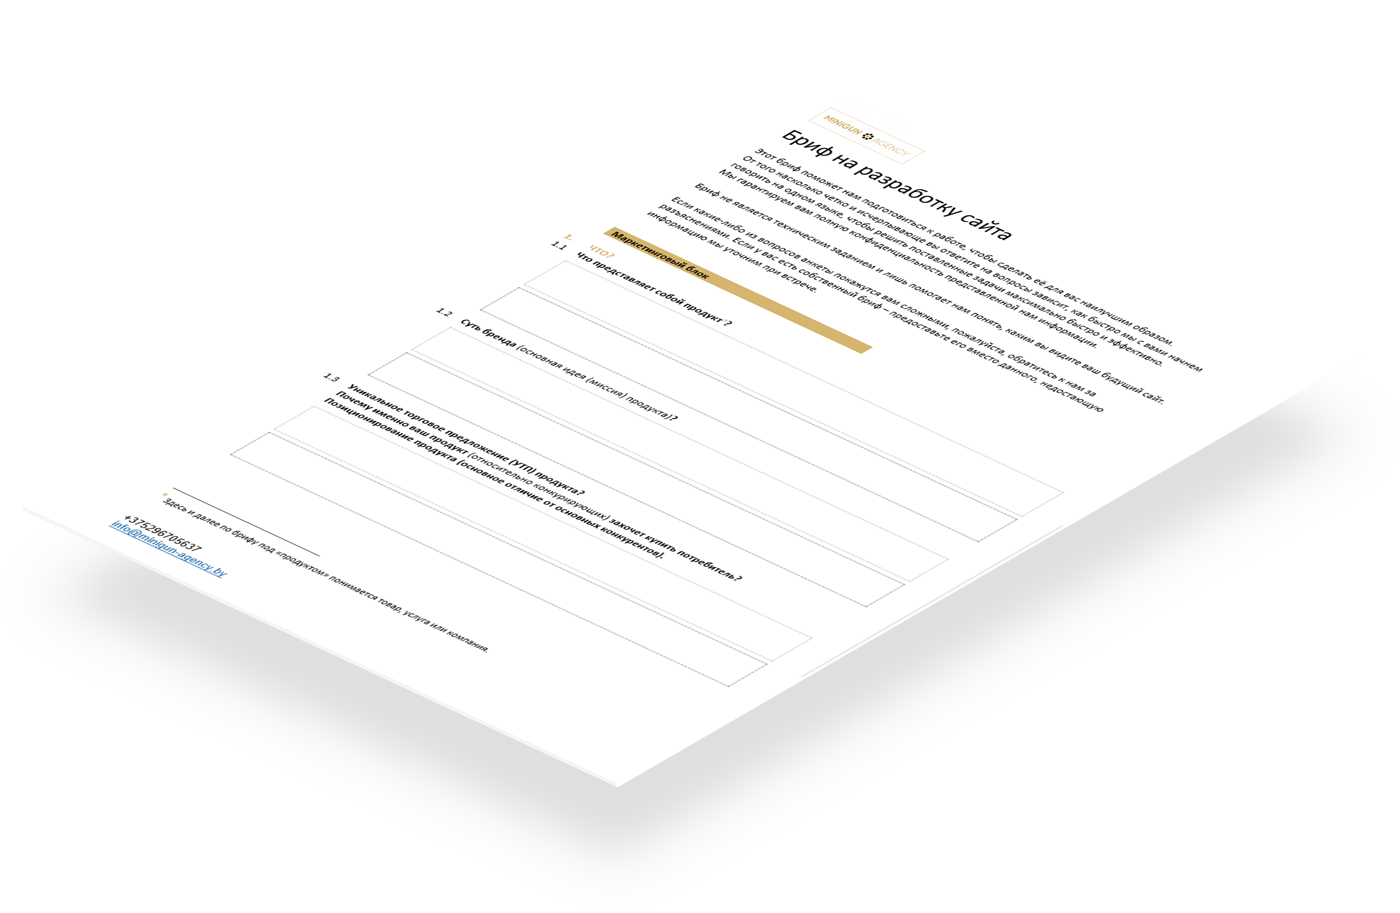 MINIGUN AGENCY
Бриф на разработку сайта
Этот бриф поможет нам подготовиться к работе, чтобы сделать её для вас наилучшим образом.
От того насколько четко и исчерпывающе вы ответите на вопросы зависит, как быстро мы с вами начнем
говорить на одном языке, чтобы решить поставленные задачи максимально быстро и эффективно.
Мы гарантируем вам полную конфиденциальность представленной нам информации.
Бриф не является техническим заданием и лишь помогает нам понять, каким вы видите ваш будущий сайт.
Если какие-либо из вопросов анкеты покажутся вам сложными, пожалуйста, обратитесь к нам за
разъяснениями. Если у вас есть собственный бриф – предоставьте его вместо данного, недостающую
информацию мы уточним при встрече.
Маркетинговый блок
1. ЧТО?
1.1 Что представляет собой продукт*?
1.2 Суть бренда (основная идея (миссия) продукта)?
1.3 Уникальное торговое предложение (УТП) продукта?
Почему именно ваш продукт (относительно конкурирующих) захочет купить потребитель?
Позиционирование продукта (основное отличие от основных конкурентов).
* Здесь и далее по брифу под «продуктом» понимается товар, услуга или компания.
+375296705637
info@minigun-agency.by